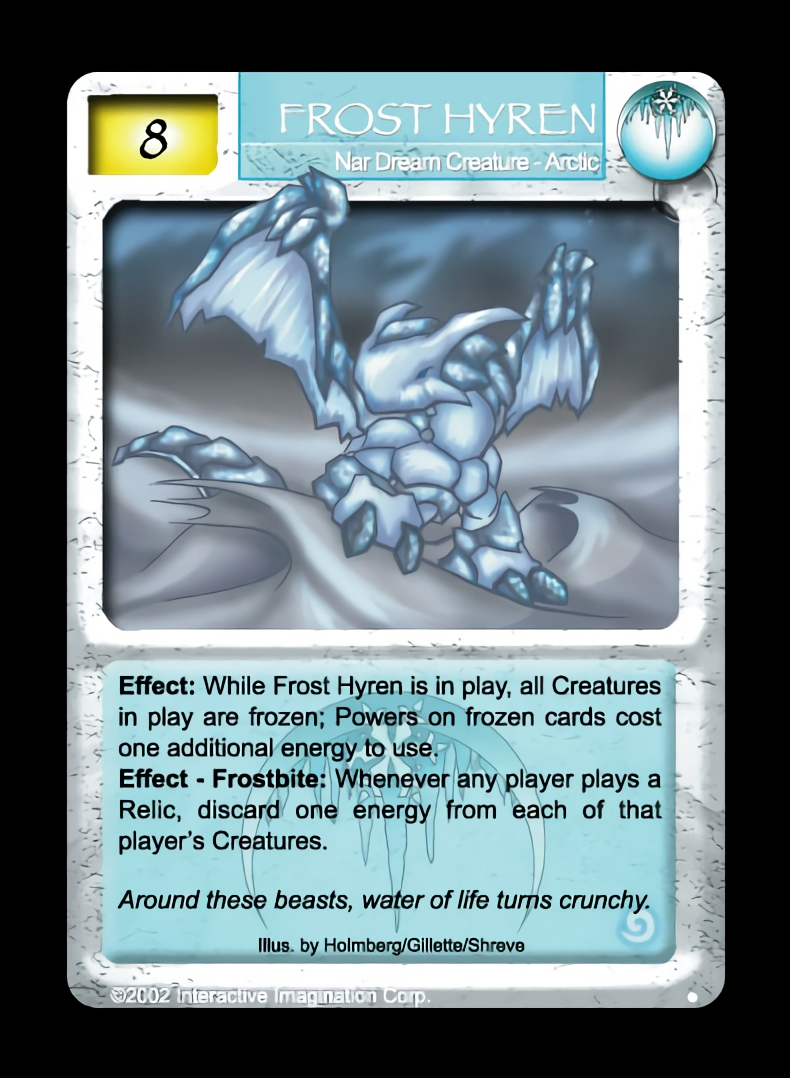 8
FROST HYREN
Nar Dream Creature - Arctic
Effect: While Frost Hyren is in play, all Creatures
in play are frozen; Powers on frozen cards cost
one additional energy to use.
Effect - Frostbite: Whenever any player plays a
Relic, discard one energy from each of that
player's Creatures.
Around these beasts, water of life turns crunchy.
Illus. by Holmberg/Gillette/Shreve
©2002 Interactive Imagination Corp.